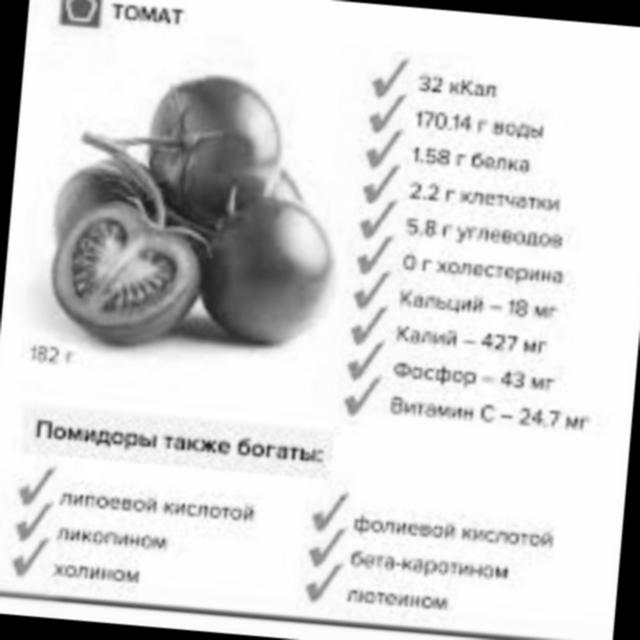 ТОМАТ
32 кКал
170.14 г воды
1.58 г белка
2.2 г клетчатки
5.8 г углеводов
0 г холестерина
Кальций – 18 мг
Калий – 427 мг
Фосфор – 43 мг
Витамин С – 24.7 мг
182 г
Помидоры также богаты:
липоевой кислотой
ликопином
холином
фолиевой кислотой
бета-каротином
лютеином